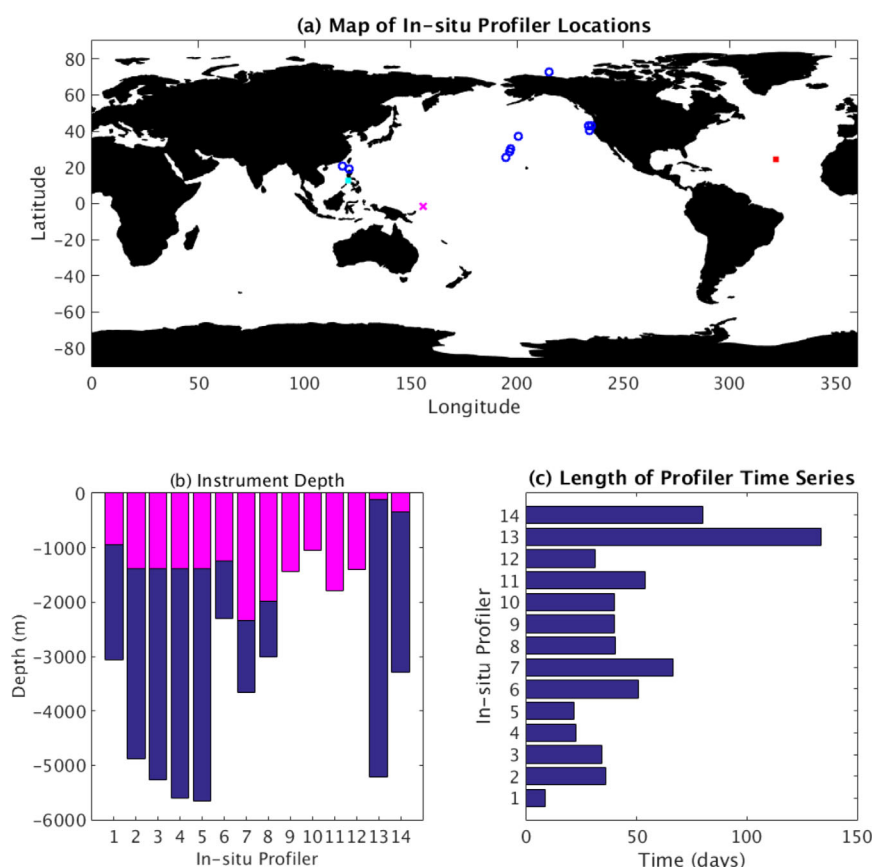 (a) Map of In-situ Profiler Locations
80
60
40
20
0
-20
-40
-60
-80
Latitude
0 50 100 150 200 250 300 350
Longitude
(b) Instrument Depth
0
-1000
-2000
-3000
-4000
-5000
-6000
Depth (m)
1 2 3 4 5 6 7 8 9 10 11 12 13 14
In-situ Profiler
(c) Length of Profiler Time Series
14
13
12
11
10
9
8
7
6
5
4
3
2
1
In-situ Profiler
0 50 100 150
Time (days)